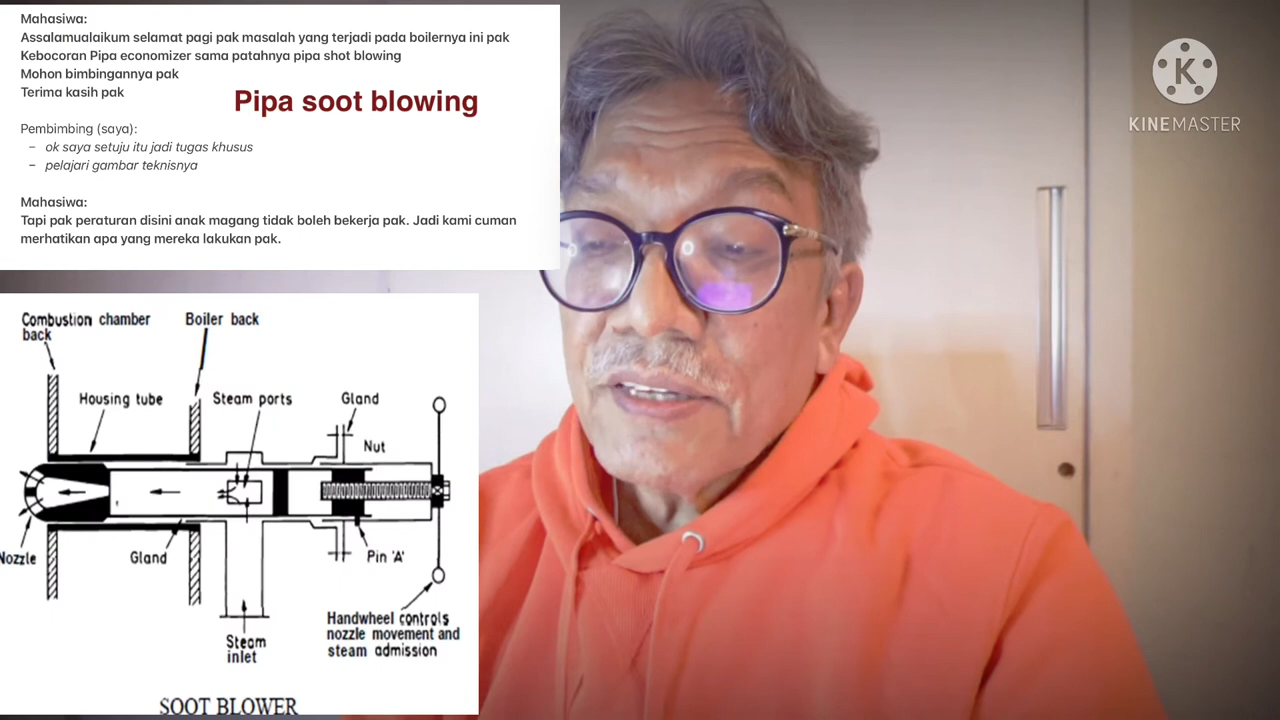 Mahasiwa:
Assalamualaikum selamat pagi pak masalah yang terjadi pada boilernya ini pak
Kebocoran Pipa economizer sama patahnya pipa shot blowing
Mohon bimbingannya pak
Terima kasih pak
Pipa soot blowing
Pembimbing (saya):
– ok saya setuju itu jadi tugas khusus
– pelajari gambar teknisnya
Mahasiwa:
Tapi pak peraturan disini anak magang tidak boleh bekerja pak. Jadi kami cuman
merhatikan apa yang mereka lakukan pak.
K
KINEMASTER
Combustion chamber
back
Boiler back
Housing tube
Steam ports
Gland
Nut
Nozzle
Gland
Pin 'A'
Steam
inlet
Handwheel controls
nozzle movement and
steam admission
SOOT BLOWER